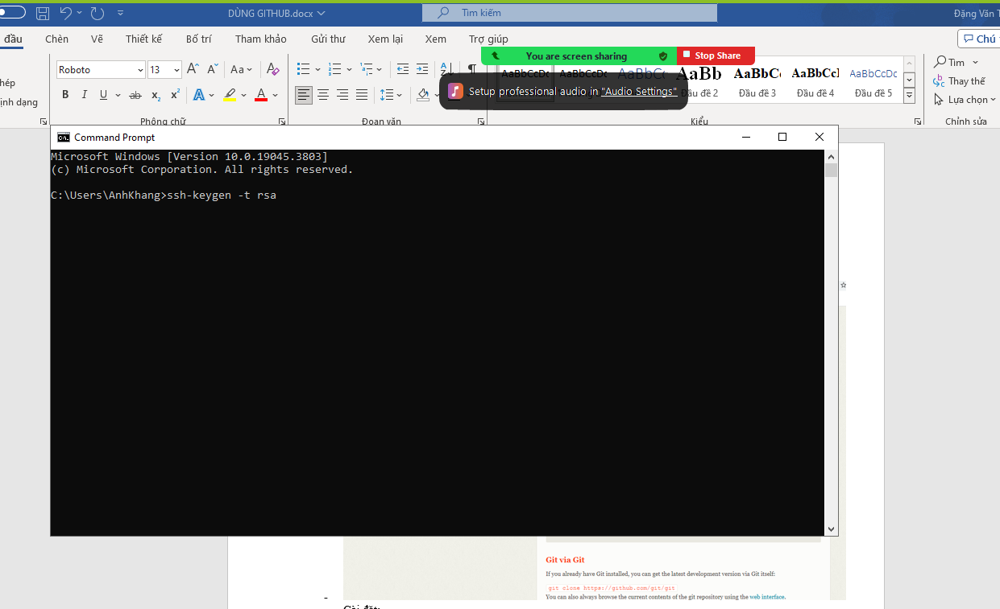 DÙNG GITHUB.docx
Tìm kiếm
Đặng Văn T
đầu Chèn Vẽ Thiết kế Bố trí Tham khảo Gửi thư Xem lại Xem Trợ giúp
Chú
You are screen sharing Stop Share
Setup professional audio in "Audio Settings"
Roboto 13 Aa
AaBbCcDc AaBbCcDc AaBbC AaBb AaBbC AaBbCcI AaBbCcDc
Tìm
hép
B I U ab x₂ x² A A
Thay thế
Đầu đề 2 Đầu đề 3 Đầu đề 4 Đầu đề 5
ịnh dạng
Lựa chọn
Phông chữ Đoạn văn Kiểu Chỉnh sửa
Command Prompt
Microsoft Windows [Version 10.0.19045.3803]
(c) Microsoft Corporation. All rights reserved.
C:\Users\AnhKhang>ssh-keygen -t rsa
Git via Git
If you already have Git installed, you can get the latest development version via Git itself:
git clone https://github.com/git/git
You can also always browse the current contents of the git repository using the web interface.
- Cài đặt: